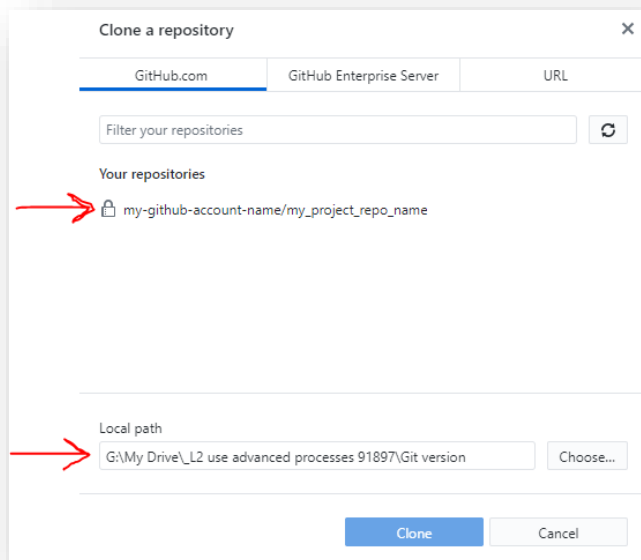 Clone a repository
GitHub.com GitHub Enterprise Server URL
Filter your repositories
Your repositories
my-github-account-name/my_project_repo_name
Local path
G:\My Drive\_L2 use advanced processes 91897\Git version Choose...
Clone Cancel